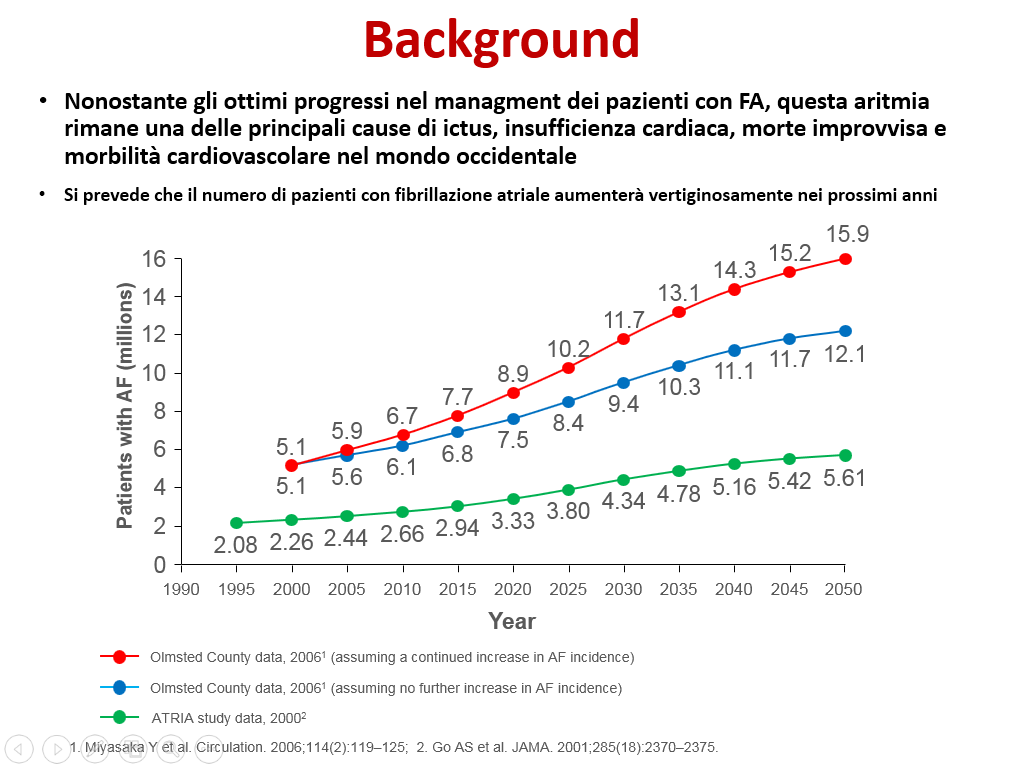 Background
• Nonostante gli ottimi progressi nel managment dei pazienti con FA, questa aritmia
rimane una delle principali cause di ictus, insufficienza cardiaca, morte improvvisa e
morbilità cardiovascolare nel mondo occidentale
• Si prevede che il numero di pazienti con fibrillazione atriale aumenterà vertiginosamente nei prossimi anni
Patients with AF (millions)
16
14
12
10
8
6
4
2
0
5.1 5.9 6.7 7.7 8.9 10.2 11.7 13.1 14.3 15.2 15.9
5.1 5.6 6.1 6.8 7.5 8.4 9.4 10.3 11.1 11.7 12.1
2.08 2.26 2.44 2.66 2.94 3.33 3.80 4.34 4.78 5.16 5.42 5.61
1990 1995 2000 2005 2010 2015 2020 2025 2030 2035 2040 2045 2050
Year
Olmsted County data, 2006¹ (assuming a continued increase in AF incidence)
Olmsted County data, 2006¹ (assuming no further increase in AF incidence)
ATRIA study data, 2000²
1. Miyasaka Y et al. Circulation. 2006;114(2):119–125; 2. Go AS et al. JAMA. 2001;285(18):2370–2375.